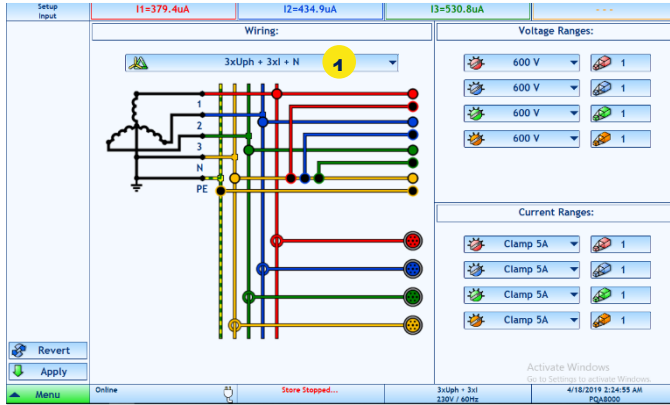 Setup
Input
I1=379.4uA
I2=434.9uA
I3=530.8uA
---
Wiring:
3xUph + 3xI + N
1
1
2
3
N
PE
Voltage Ranges:
600 V
1
600 V
1
600 V
1
600 V
1
Current Ranges:
Clamp 5A
1
Clamp 5A
1
Clamp 5A
1
Clamp 5A
1
Revert
Apply
Activate Windows
Go to Settings to activate Windows.
Menu
Online
Store Stopped...
3xUph - 3xI
230V / 60Hz
4/18/2019 2:24:55 AM
PQA8000